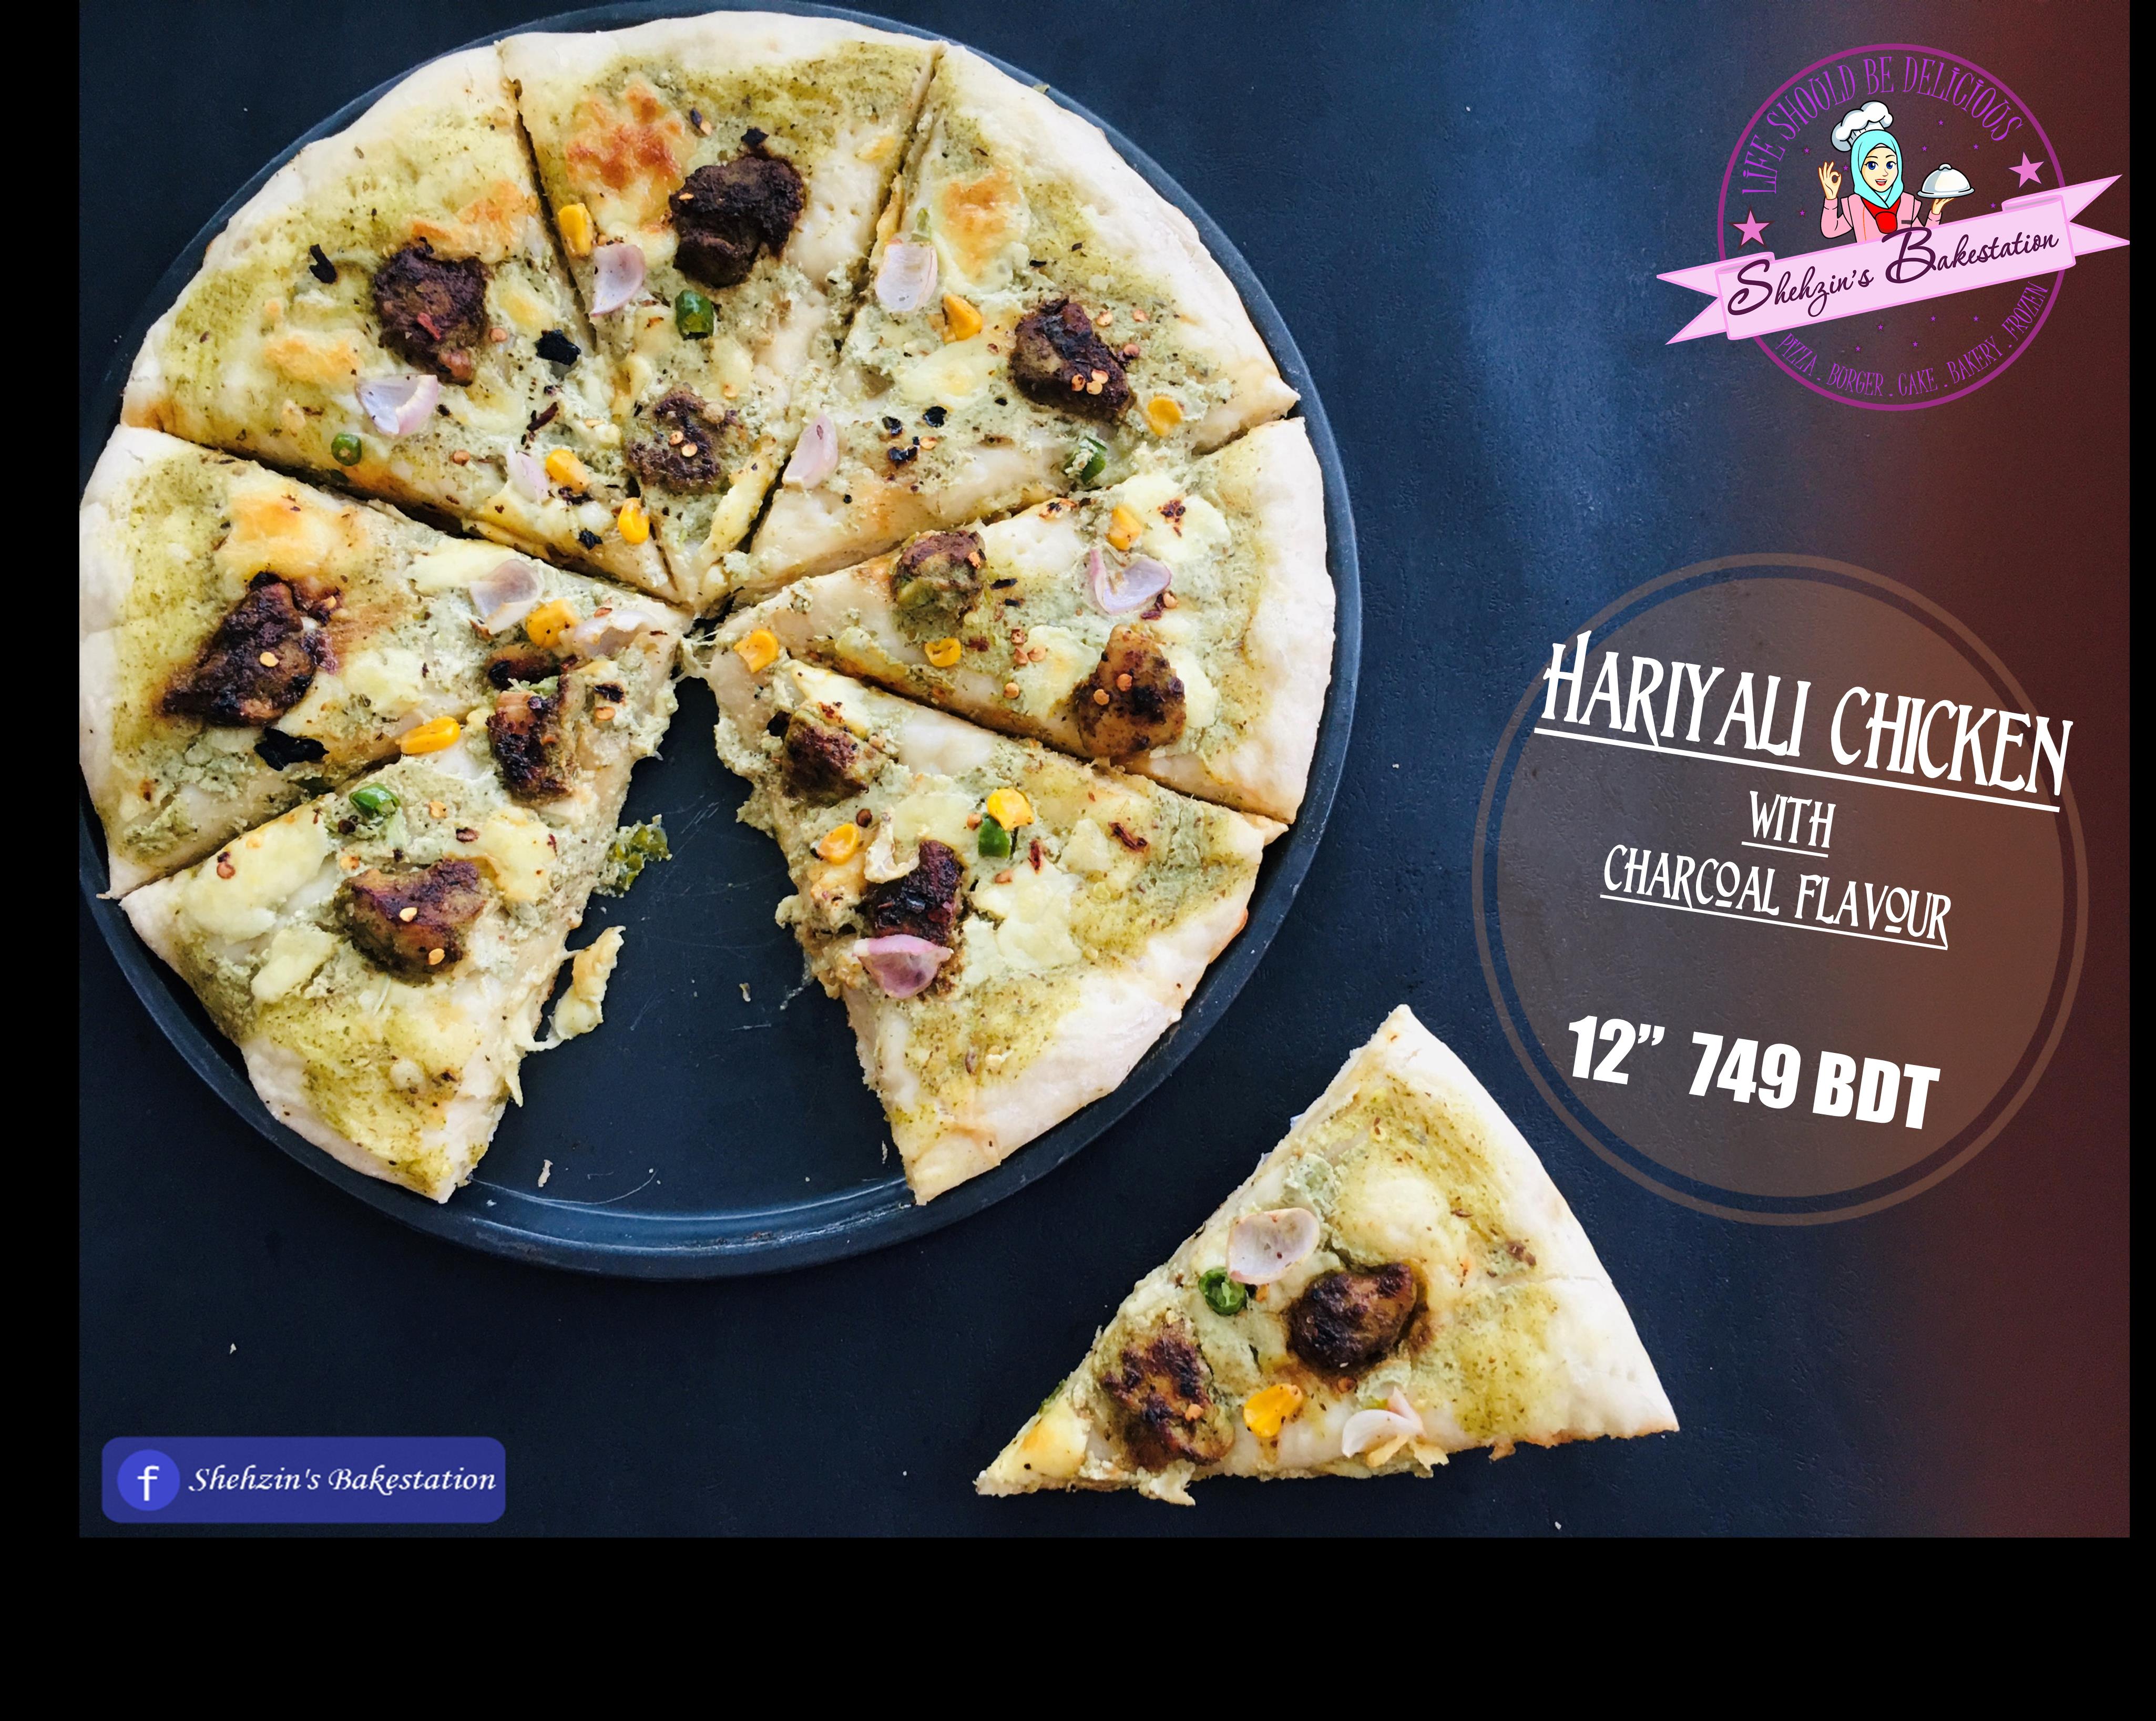 LIFE SHOULD BE DELICIOUS
Shehzin's Bakestation
PIZZA . BORGER . CAKE . BAKERY . FROZEN
HARIYALI CHICKEN
WITH
CHARCOAL FLAVOUR
12” 749 BDT
f Shehzin's Bakestation